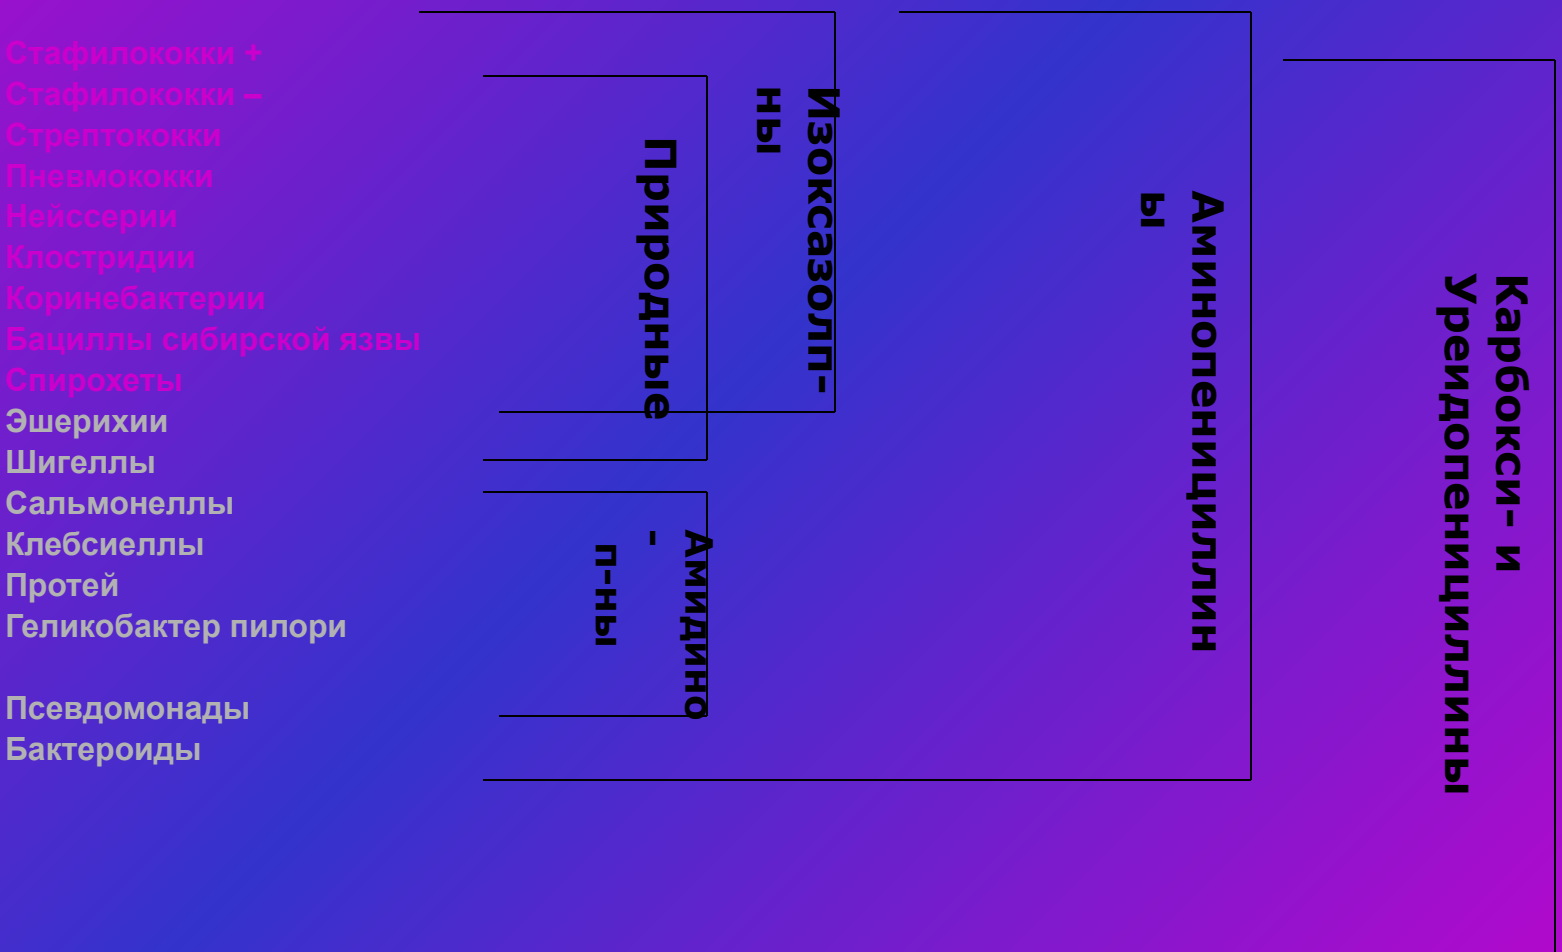 Стафилококки +
Стафилококки –
Стрептококки
Пневмококки
Нейссерии
Клостридии
Коринебактерии
Бациллы сибирской язвы
Спирохеты
Эшерихии
Шигеллы
Сальмонеллы
Клебсиеллы
Протей
Геликобактер пилори
Псевдомонады
Бактероиды
Природные
Изоксазолп-
ны
Амидино
-
п-ны
Аминопенициллин
ы
Карбокси- и
Уреидопенициллины